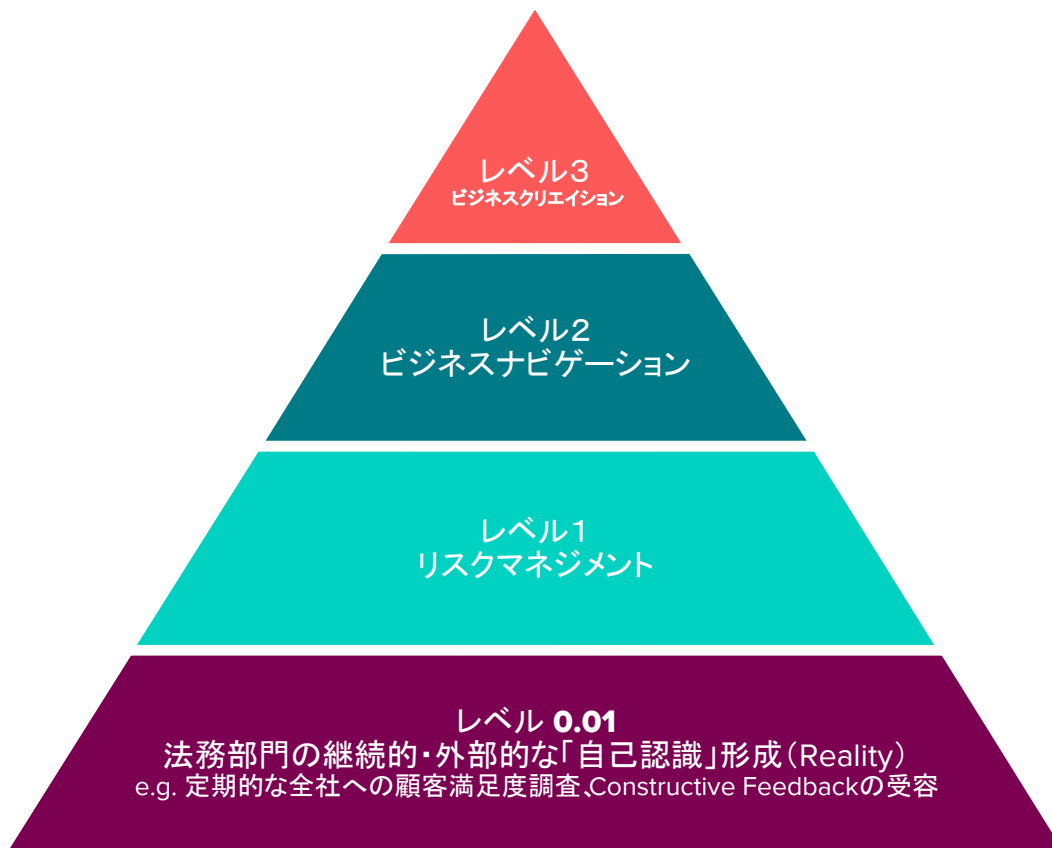 レベル3
ビジネスクリエイション
レベル2
ビジネスナビゲーション
レベル1
リスクマネジメント
レベル 0.01
法務部門の継続的・外部的な「自己認識」形成(Reality)
e.g. 定期的な全社への顧客満足度調査、Constructive Feedbackの受容